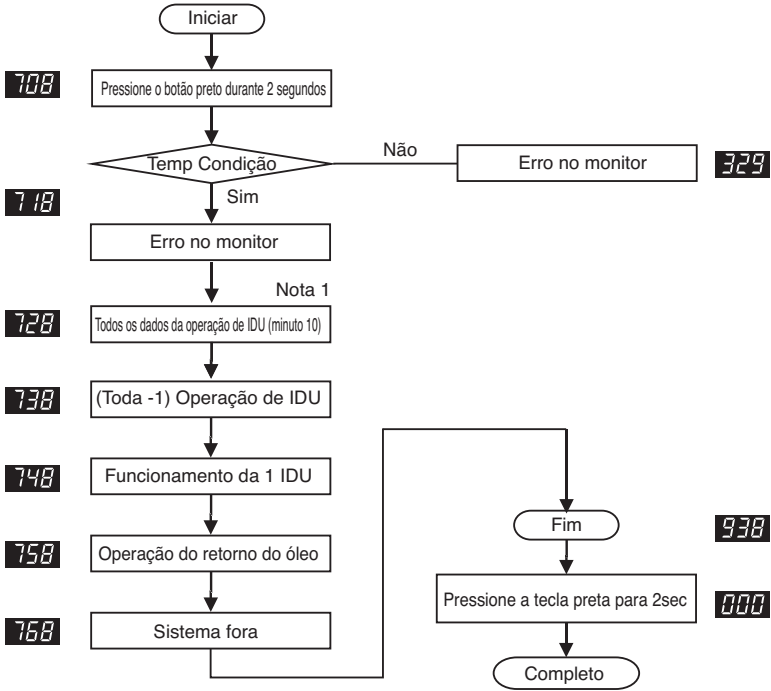 Iniciar
708
Pressione o botão preto durante 2 segundos
Temp Condição
Não
Erro no monitor
329
718
Sim
Erro no monitor
Nota 1
728
Todos os dados da operação de IDU (minuto 10)
738
(Toda -1) Operação de IDU
748
Funcionamento da 1 IDU
758
Operação do retorno do óleo
768
Sistema fora
Fim
938
Pressione a tecla preta para 2sec
000
Completo